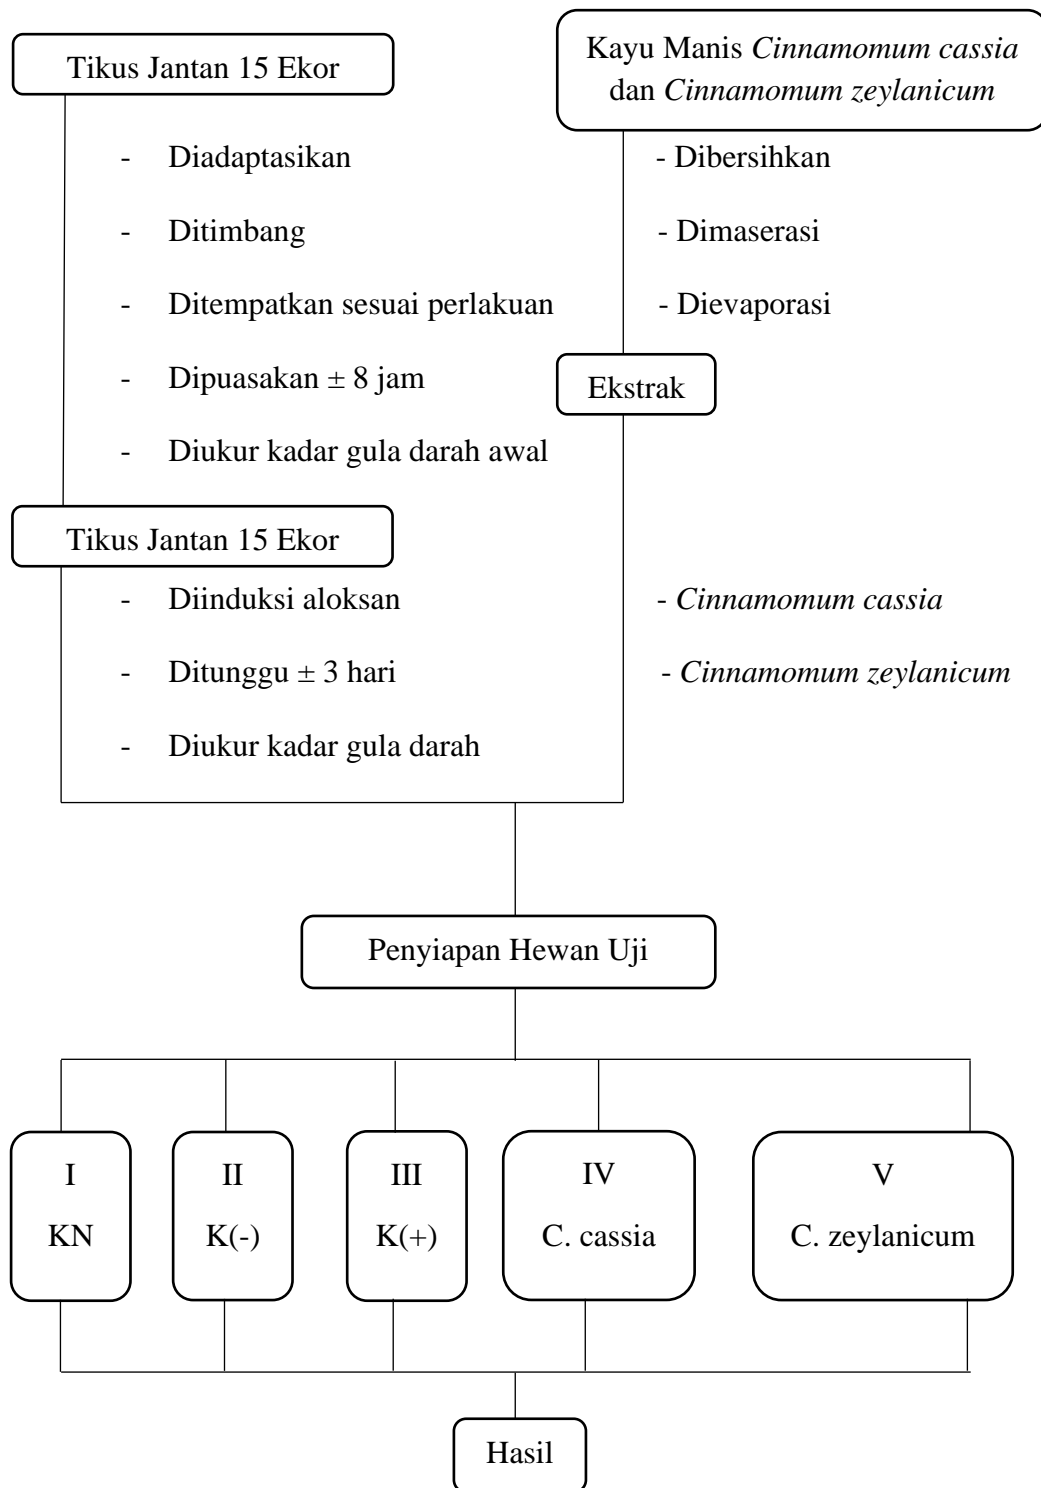 Tikus Jantan 15 Ekor
- Diadaptasikan
- Ditimbang
- Ditempatkan sesuai perlakuan
- Dipuasakan ± 8 jam
- Diukur kadar gula darah awal
Tikus Jantan 15 Ekor
- Diinduksi aloksan
- Ditunggu ± 3 hari
- Diukur kadar gula darah
Kayu Manis Cinnamomum cassia
dan Cinnamomum zeylanicum
- Dibersihkan
- Dimaserasi
- Dievaporasi
Ekstrak
- Cinnamomum cassia
- Cinnamomum zeylanicum
Penyiapan Hewan Uji
I
KN
II
K(-)
III
K(+)
IV
C. cassia
V
C. zeylanicum
Hasil